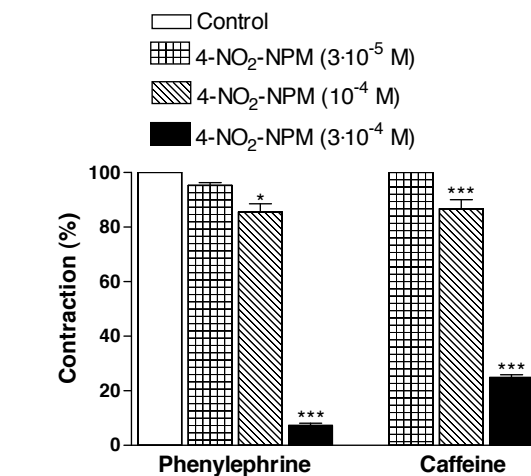 Control
4-NO₂-NPM (3·10⁻⁵ M)
4-NO₂-NPM (10⁻⁴ M)
4-NO₂-NPM (3·10⁻⁴ M)
Contraction (%)
100
80
60
40
20
0
*
***
***
***
Phenylephrine
Caffeine